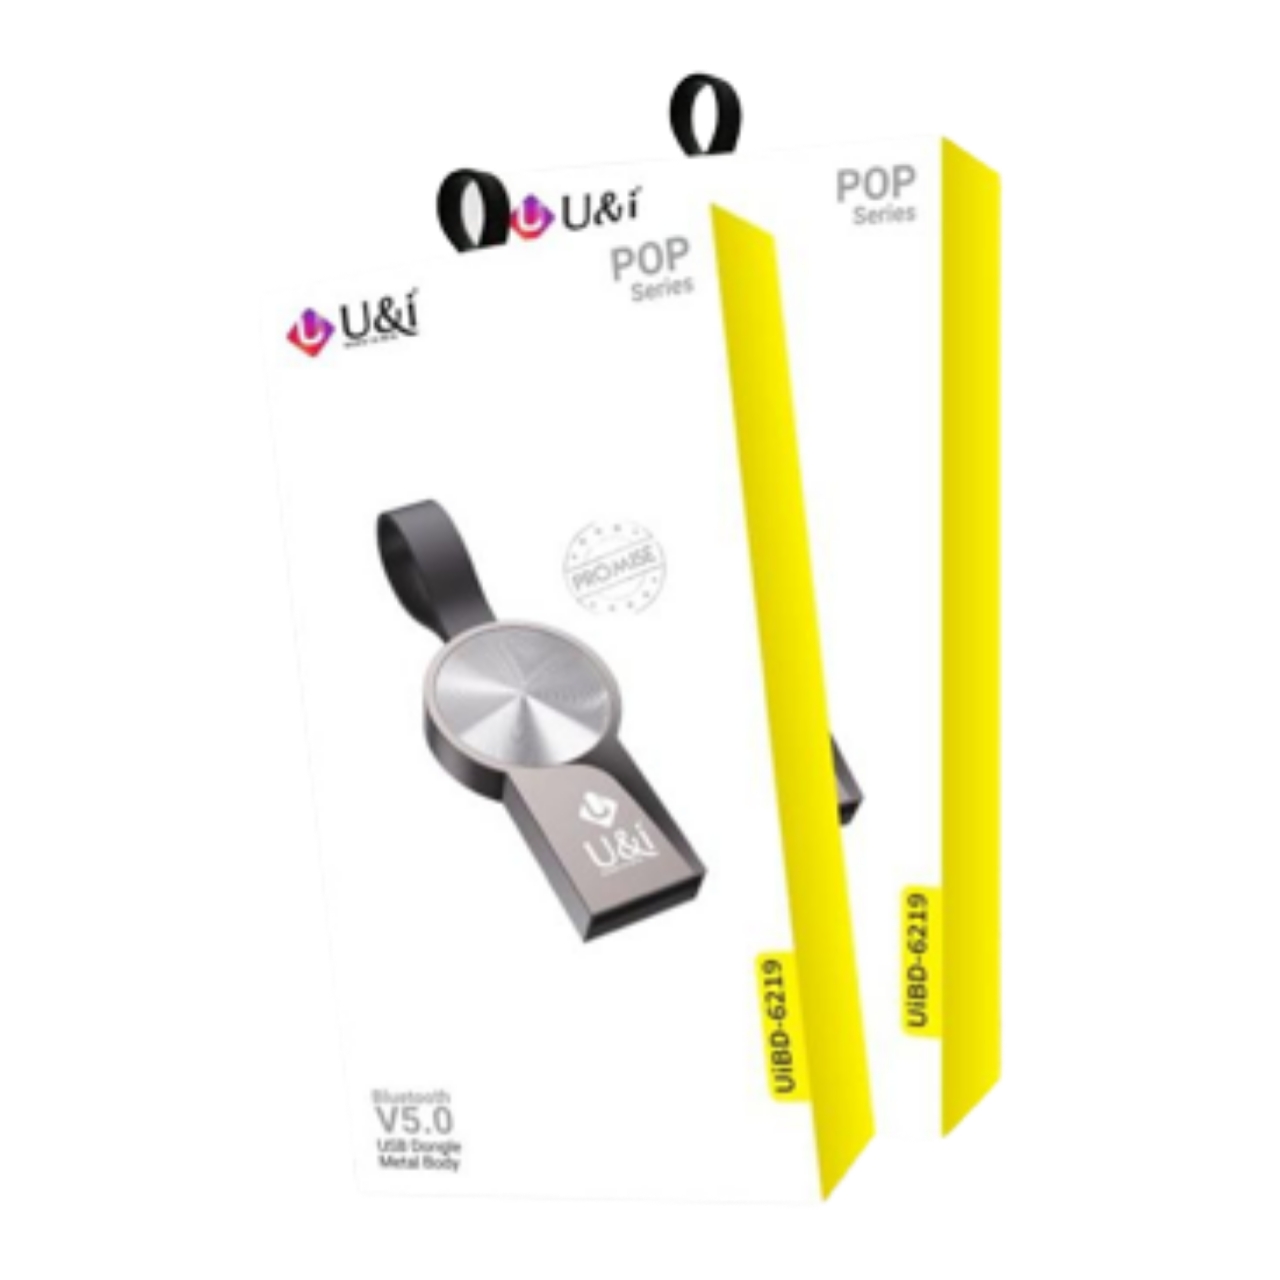 U&i
POP
Series
U&i
POP
Series
PROMISE
U&i
UiBD-6219
UiBD-6219
Bluetooth
V5.0
USB Dongle
Metal Body